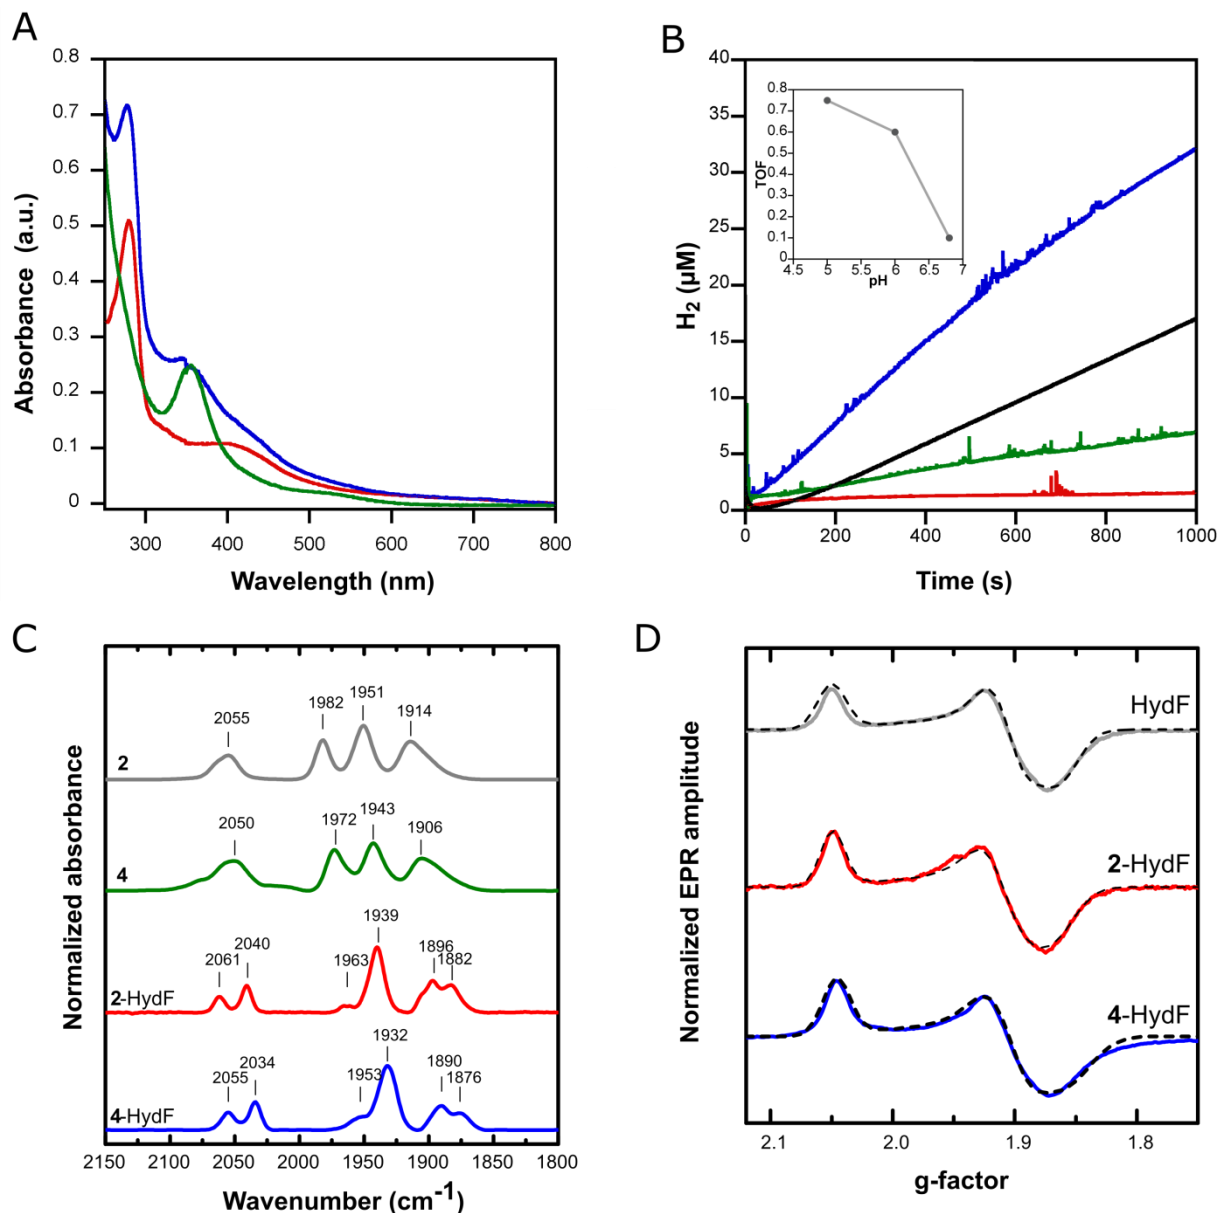 A
0.8
0.7
0.6
0.5
0.4
0.3
0.2
0.1
0
Absorbance (a.u.)
300 400 500 600 700 800
Wavelength (nm)
B
40
35
30
25
20
15
10
5
0
H2 (µM)
0 200 400 600 800 1000
Time (s)
0.8
0.7
0.6
0.5
0.4
0.3
0.2
0.1
0
TOF
4.5 5 5.5 6 6.5 7
pH
C
Normalized absorbance
2
2055 1982 1951 1914
4
2050 1972 1943 1906
2-HydF
2061 2040 1963 1939 1896 1882
4-HydF
2055 2034 1953 1932 1890 1876
2150 2100 2050 2000 1950 1900 1850 1800
Wavenumber (cm-1)
D
Normalized EPR amplitude
HydF
2-HydF
4-HydF
2.1 2.0 1.9 1.8
g-factor